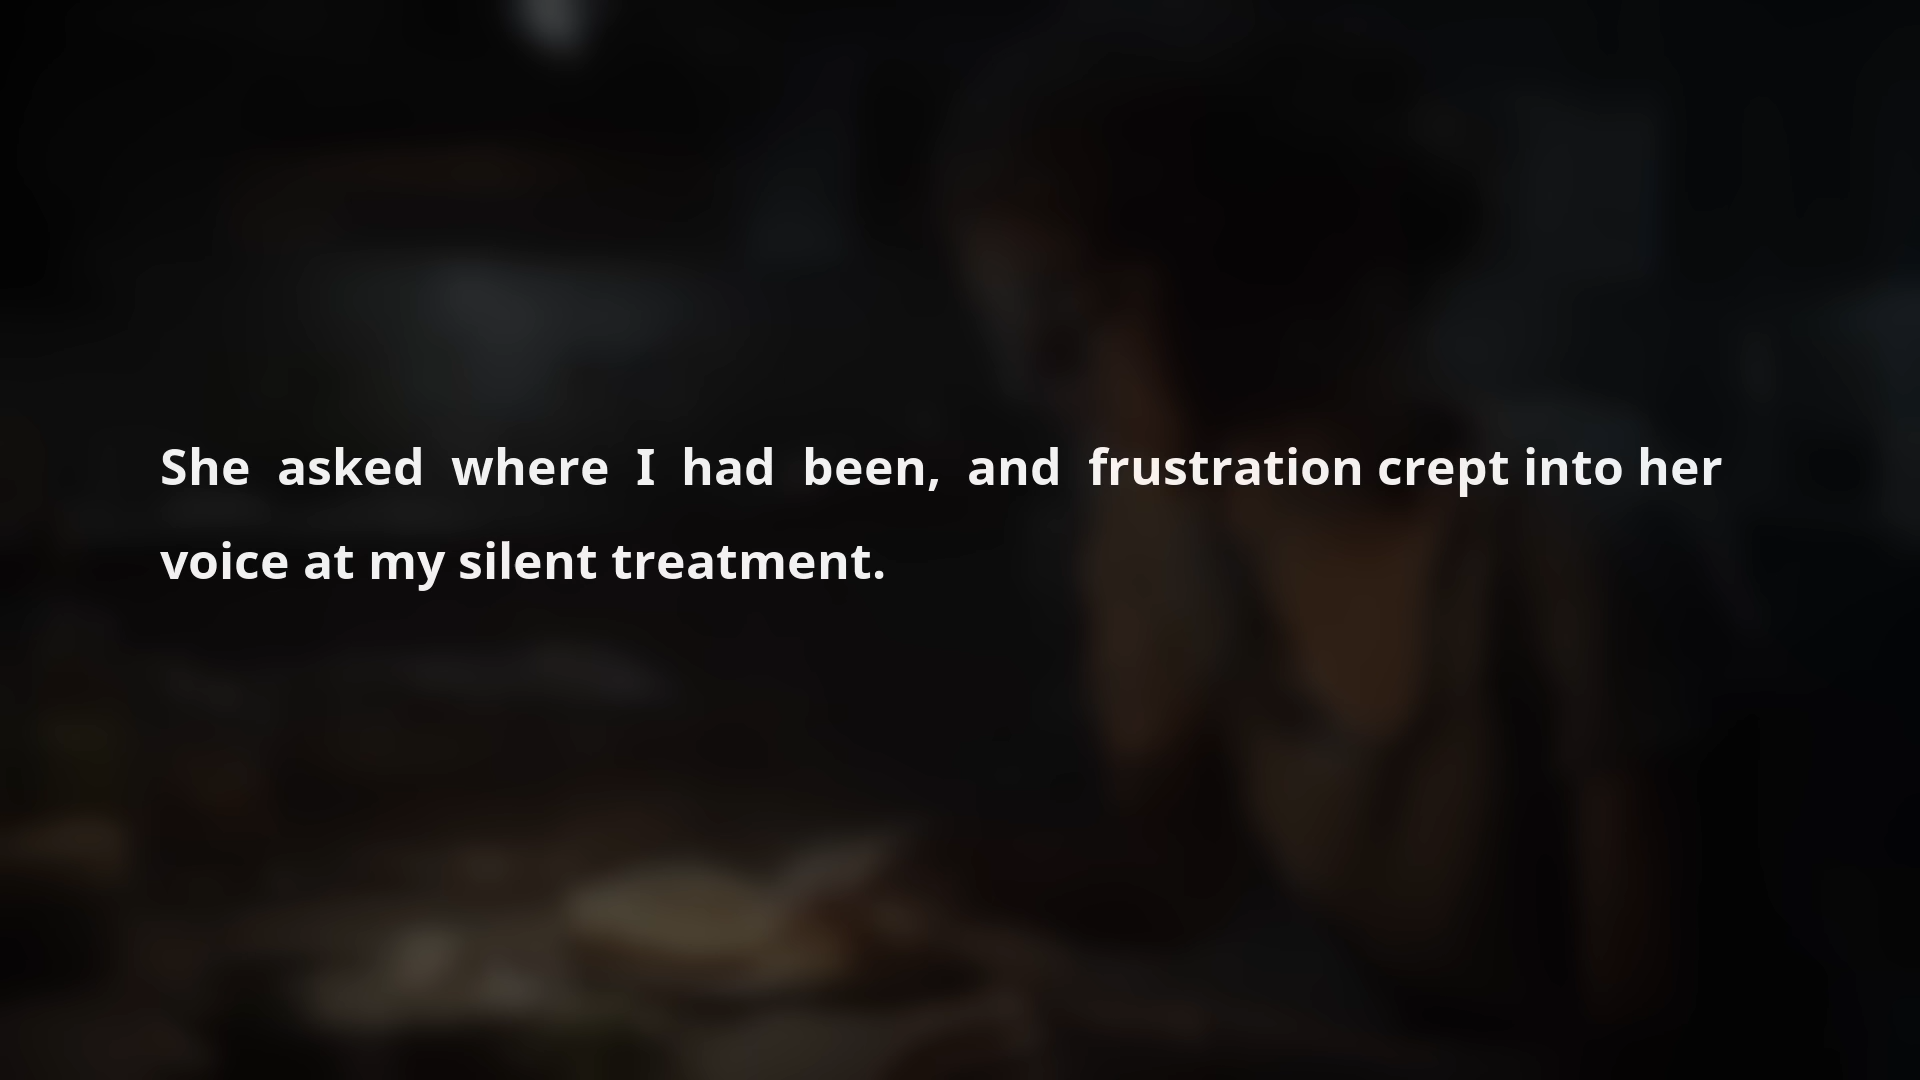 She asked where I had been, and frustration crept into her
voice at my silent treatment.